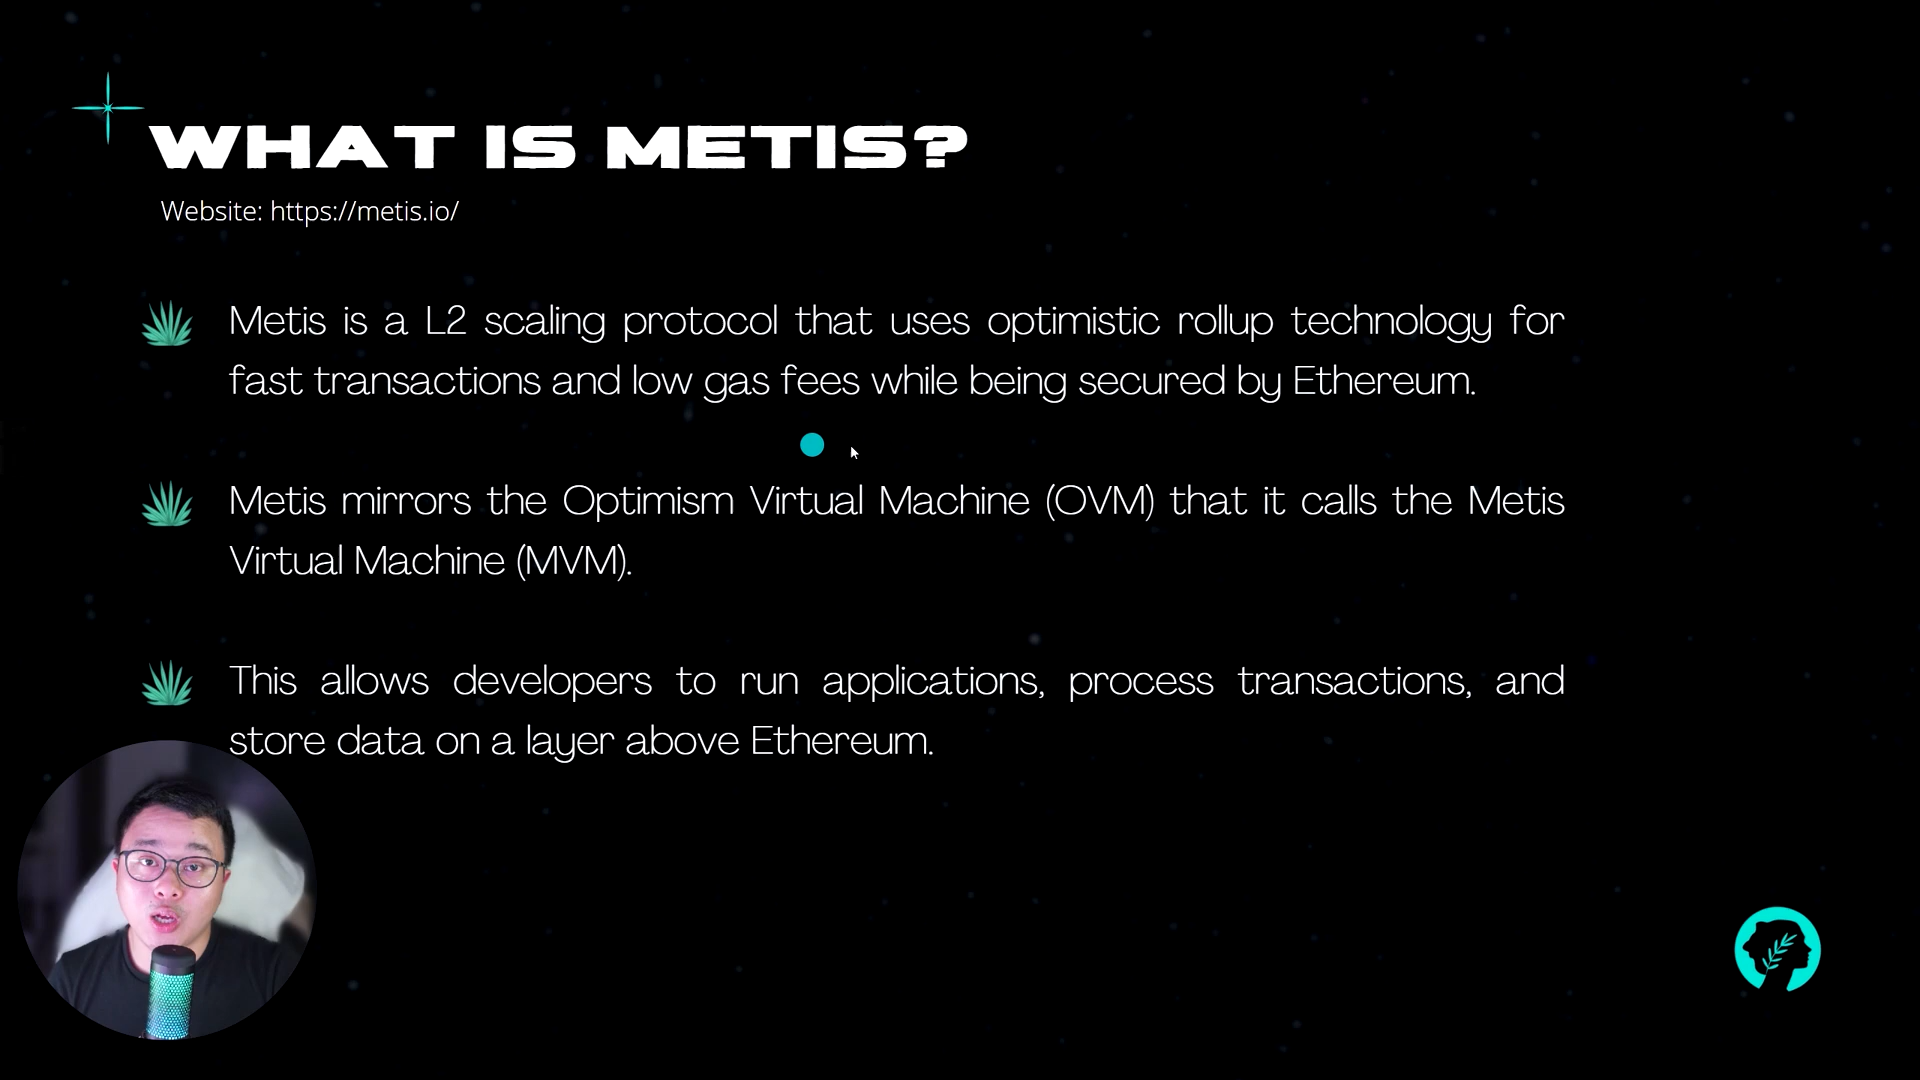 WHAT IS METIS?
Website: https://metis.io/
Metis is a L2 scaling protocol that uses optimistic rollup technology for
fast transactions and low gas fees while being secured by Ethereum.
Metis mirrors the Optimism Virtual Machine (OVM) that it calls the Metis
Virtual Machine (MVM).
This allows developers to run applications, process transactions, and
store data on a layer above Ethereum.